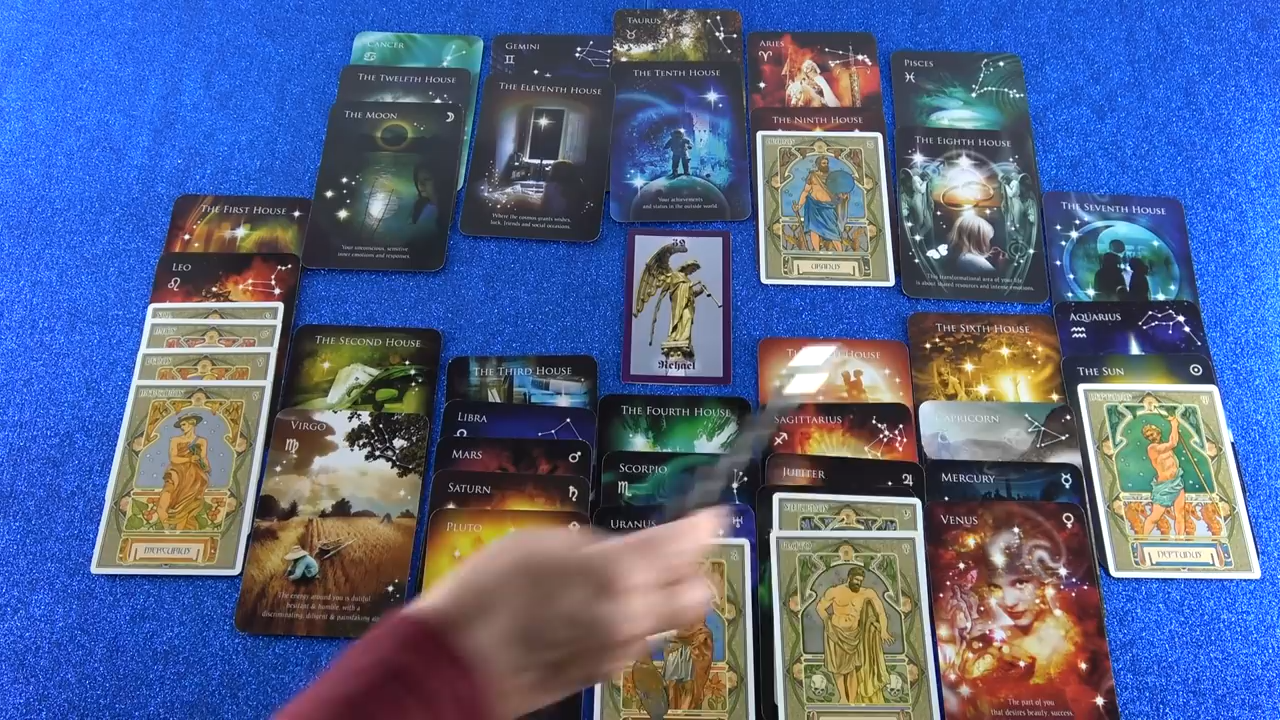 CANCER
THE TWELFTH HOUSE
THE MOON
Your unconscious, sensitive,
inner emotions and responses.
GEMINI
THE ELEVENTH HOUSE
Where the cosmos grants wishes,
luck, friends and social occasions.
TAURUS
THE TENTH HOUSE
Your achievements
and status in the outside world.
ARIES
THE NINTH HOUSE
URANUS
PISCES
THE EIGHTH HOUSE
This transformational area of your life
is about shared resources and intense emotions.
THE FIRST HOUSE
LEO
MERCURIUS
39
Rehael
THE SEVENTH HOUSE
AQUARIUS
THE SUN
NEPTUNUS
THE SECOND HOUSE
VIRGO
The energy around you is dutiful
hesitant & humble, with a
discriminating, diligent & painstaking
THE THIRD HOUSE
LIBRA
MARS
SATURN
PLUTO
THE FOURTH HOUSE
SCORPIO
URANUS
HOUSE
SAGITTARIUS
JUPITER
THE SIXTH HOUSE
CAPRICORN
MERCURY
VENUS
The part of you
that desires beauty, success,